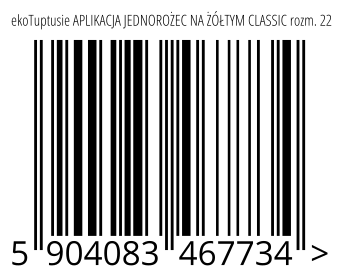 ekoTuptusie APLIKACJA JEDNOROŻEC NA ŻÓŁTYM CLASSIC rozm. 22
5 904083 467734 >